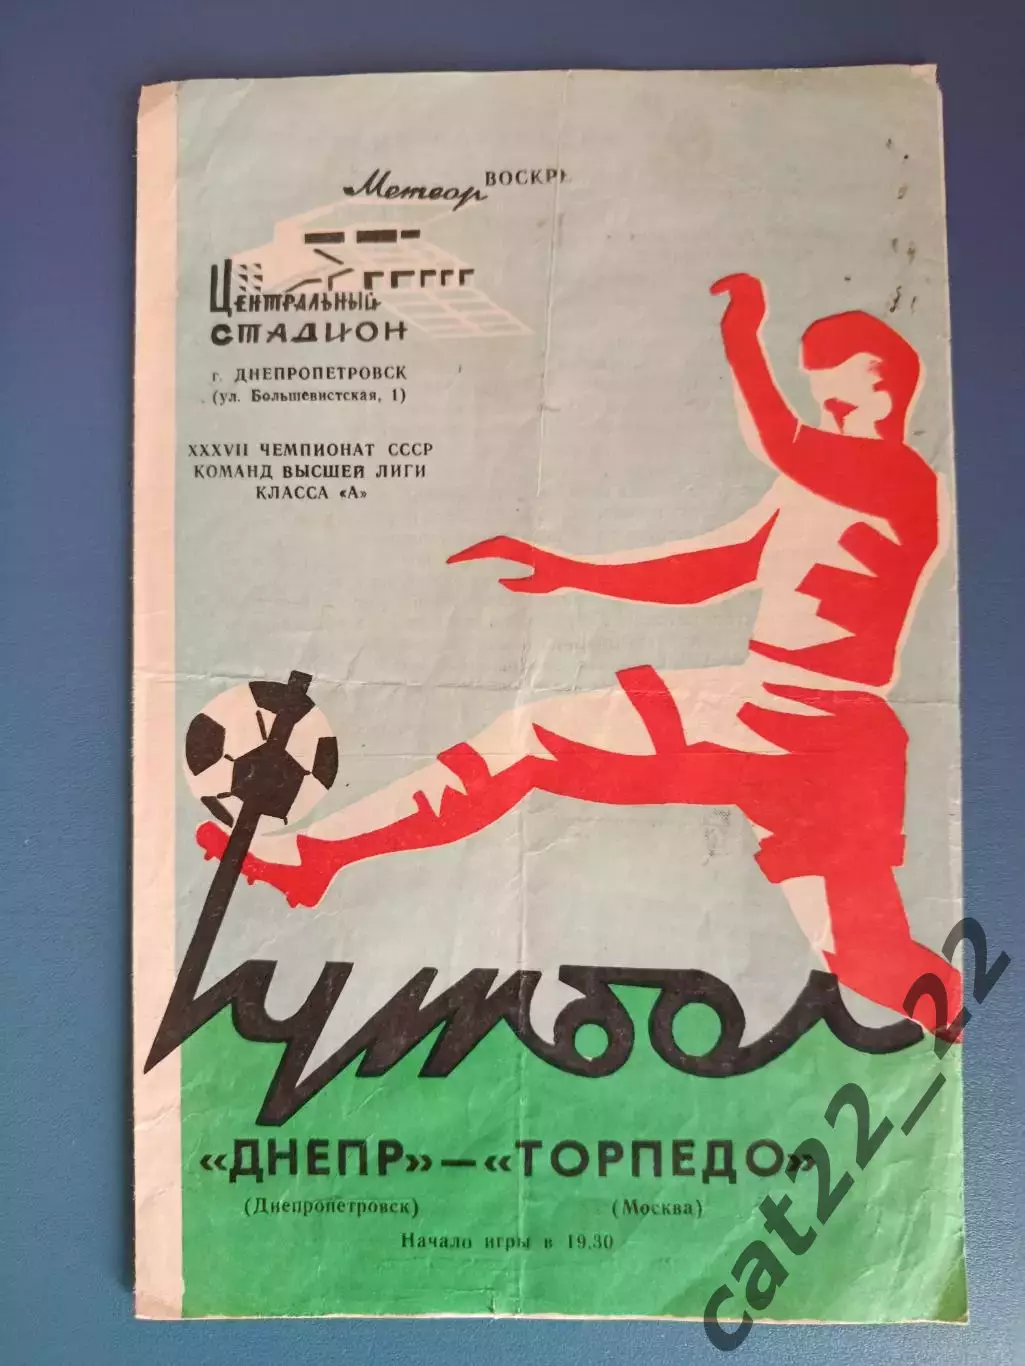 Метеор ВОСКРЕ
ЦЕНТРАЛЬНЫЙ
СТАДИОН
г. ДНЕПРОПЕТРОВСК
(ул. Большевистская, 1)
XXXVII ЧЕМПИОНАТ СССР
КОМАНД ВЫСШЕЙ ЛИГИ
КЛАССА «А»
Футбол
«ДНЕПР» — «ТОРПЕДО»
(Днепропетровск) (Москва)
Начало игры в 19.30
cat22_22